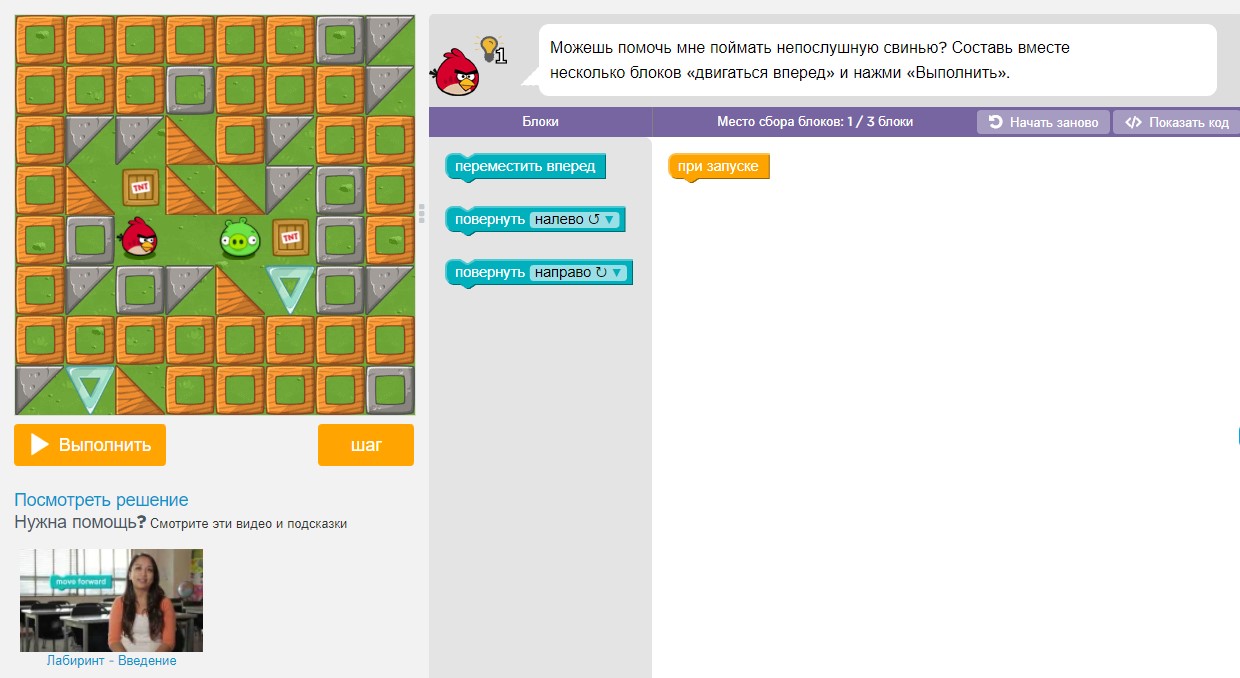 1
Можешь помочь мне поймать непослушную свинью? Составь вместе
несколько блоков «двигаться вперед» и нажми «Выполнить».
Блоки
Место сбора блоков: 1 / 3 блоки
Начать заново
Показать код
переместить вперед
повернуть налево ↺ ▼
повернуть направо ↻ ▼
при запуске
TNT
TNT
Выполнить
шаг
Посмотреть решение
Нужна помощь? Смотрите эти видео и подсказки
move forward
Лабиринт - Введение